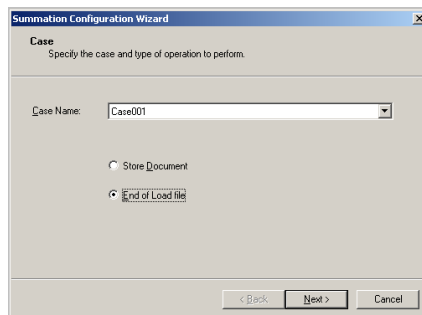 Summation Configuration Wizard
Case
Specify the case and type of operation to perform.
Case Name:
Case001
Store Document
End of Load file
< Back
Next >
Cancel